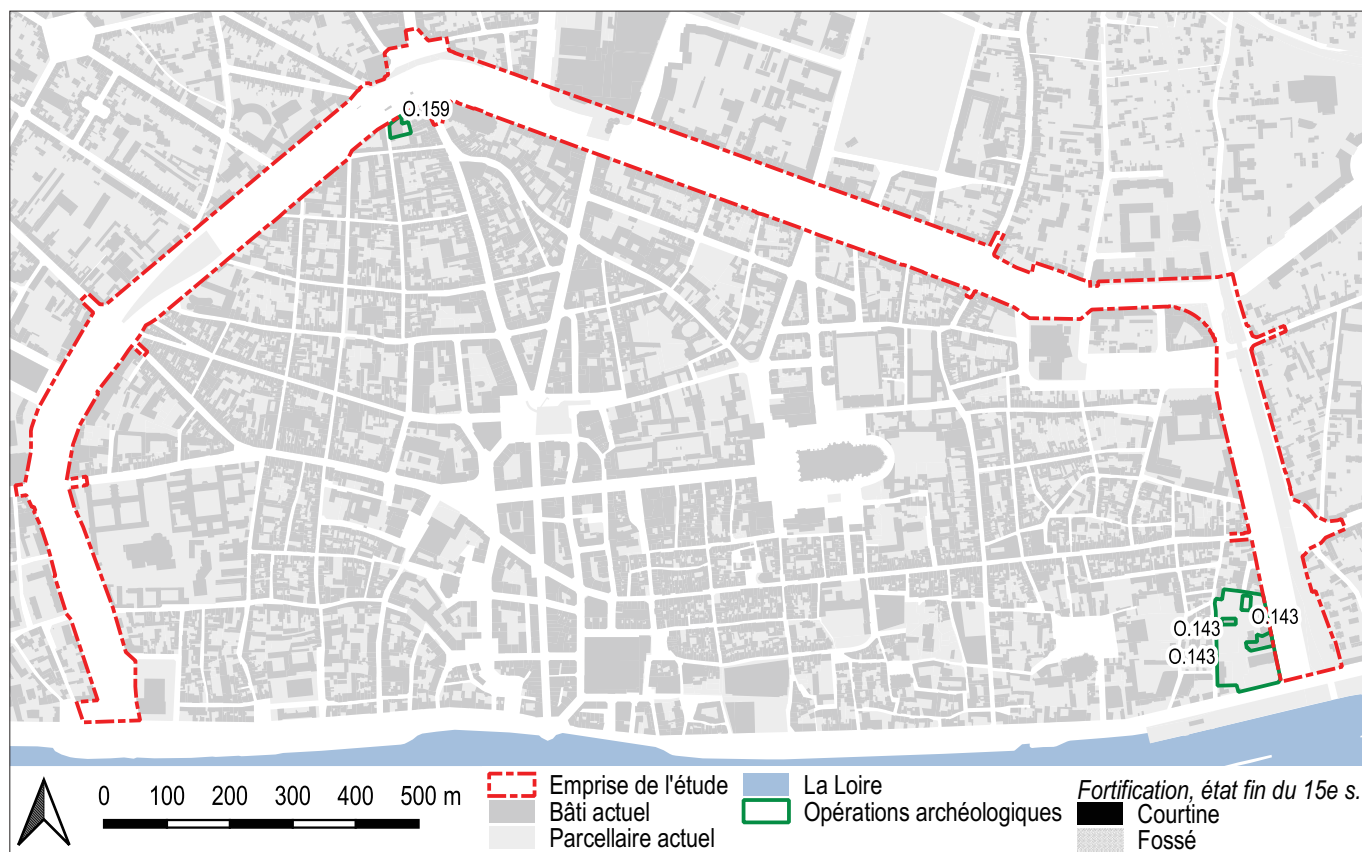 O.159
O.143
O.143
O.143
0 100 200 300 400 500 m
Emprise de l'étude
Bâti actuel
Parcellaire actuel
La Loire
Opérations archéologiques
Fortification, état fin du 15e s.
Courtine
Fossé